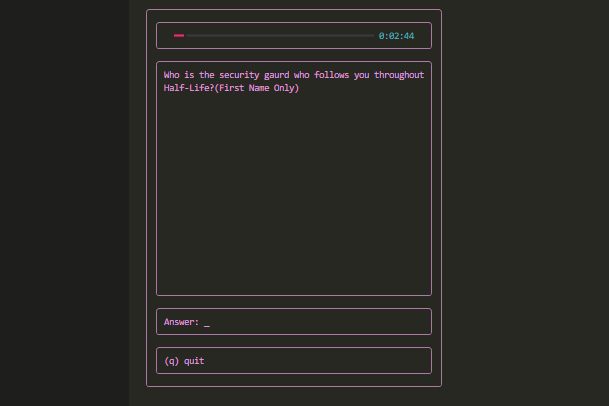 0:02:44
Who is the security gaurd who follows you throughout
Half-Life?(First Name Only)
Answer: _
(q) quit